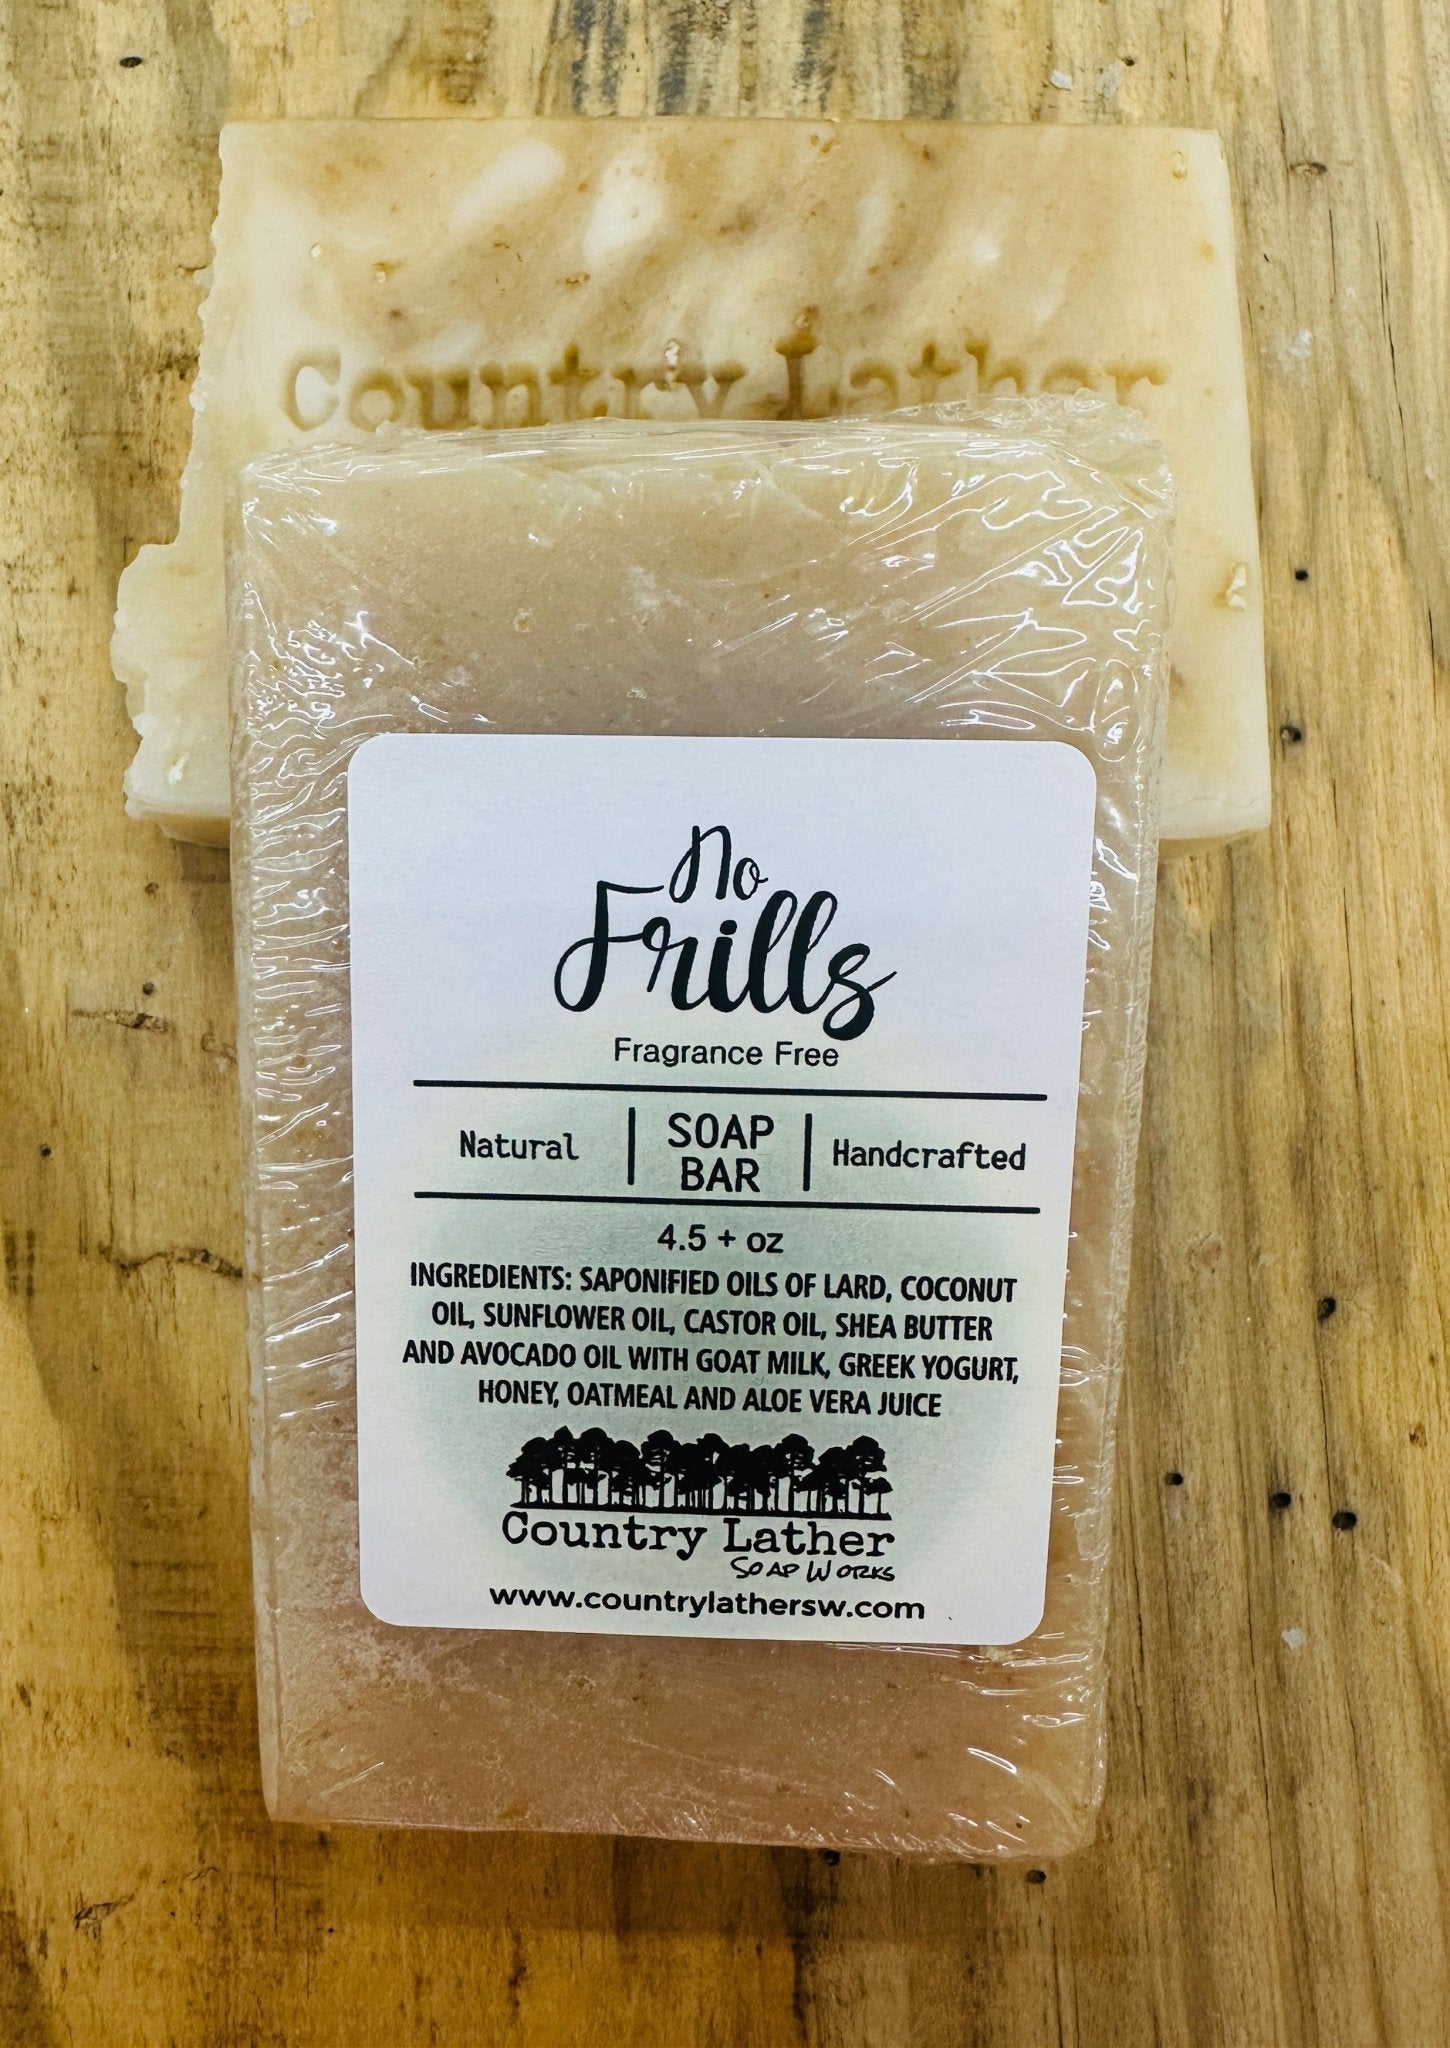 Country Lather
No
Frills
Fragrance Free
Natural | SOAP BAR | Handcrafted
4.5 + oz
INGREDIENTS: SAPONIFIED OILS OF LARD, COCONUT
OIL, SUNFLOWER OIL, CASTOR OIL, SHEA BUTTER
AND AVOCADO OIL WITH GOAT MILK, GREEK YOGURT,
HONEY, OATMEAL AND ALOE VERA JUICE
Country Lather
SOAP WORKS
www.countrylathersw.com